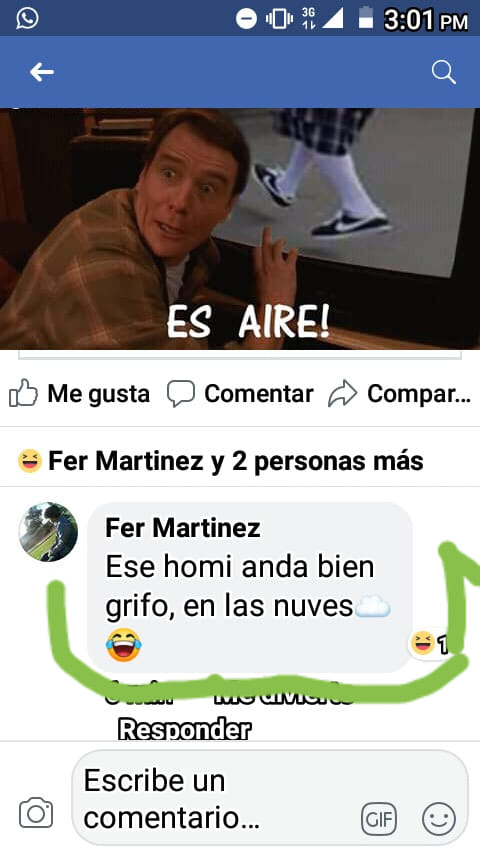 3G
3:01 PM
ES AIRE!
Me gusta
Comentar
Compar...
Fer Martinez y 2 personas más
Fer Martinez
Ese homi anda bien
grifo, en las nuves☁️
😂
1
Me divierte
Responder
Escribe un
comentario...
GIF